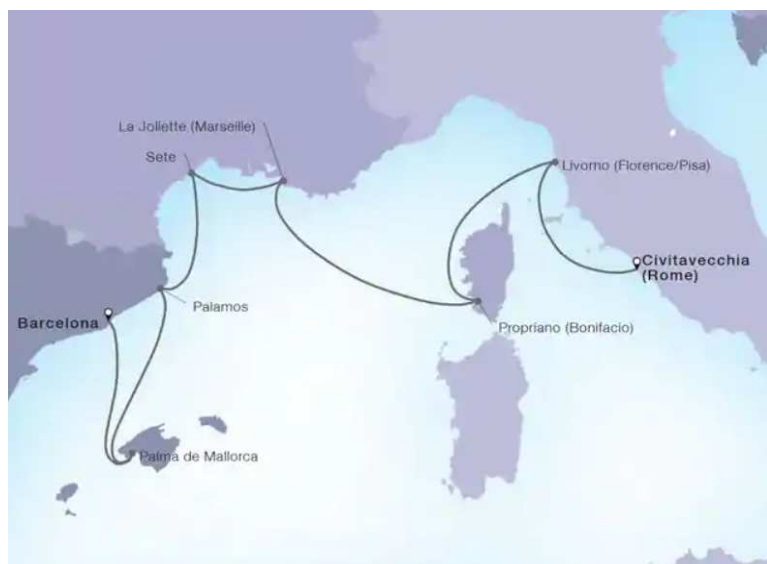 La Joliette (Marseille)
Sete
Livorno (Florence/Pisa)
Civitavecchia
(Rome)
Palamos
Barcelona
Propriano (Bonifacio)
Palma de Mallorca